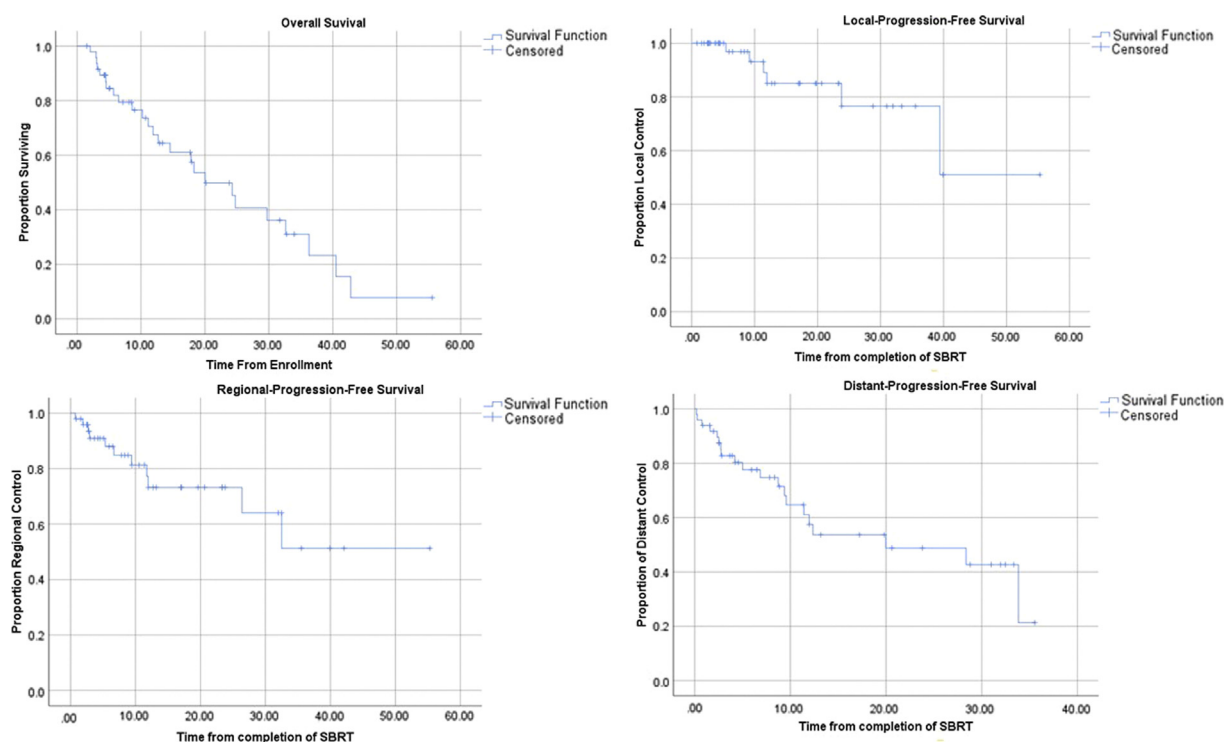 Overall Suvival
Survival Function
Censored
Proportion Surviving
1.0
0.8
0.6
0.4
0.2
0.0
.00 10.00 20.00 30.00 40.00 50.00 60.00
Time From Enrollment
Local-Progression-Free Survival
Survival Function
Censored
Proportion Local Control
1.0
0.8
0.6
0.4
0.2
0.0
.00 10.00 20.00 30.00 40.00 50.00 60.00
Time from completion of SBRT
Regional-Progression-Free Survival
Survival Function
Censored
Proportion Regional Control
1.0
0.8
0.6
0.4
0.2
0.0
.00 10.00 20.00 30.00 40.00 50.00 60.00
Time from completion of SBRT
Distant-Progression-Free Survival
Survival Function
Censored
Proportion of Distant Control
1.0
0.8
0.6
0.4
0.2
0.0
.00 10.00 20.00 30.00 40.00
Time from completion of SBRT